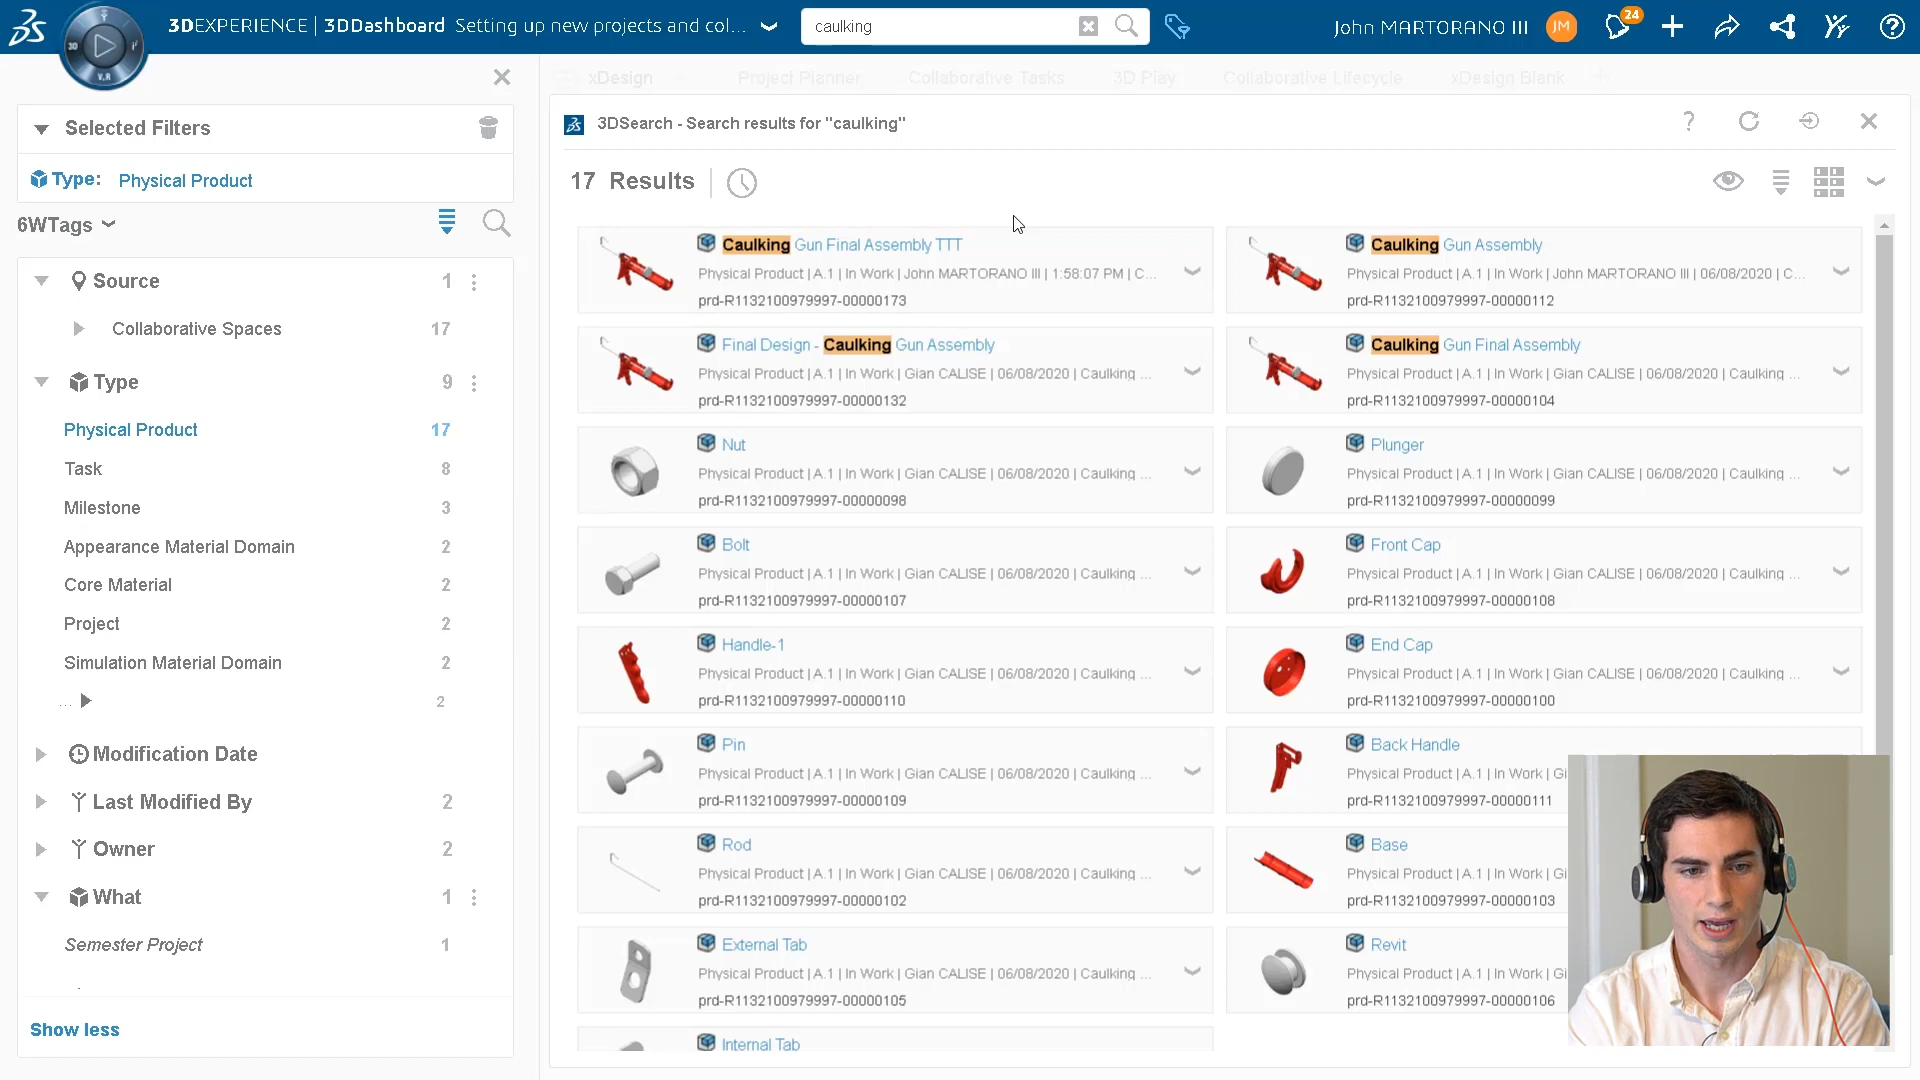 3DEXPERIENCE | 3DDashboard Setting up new projects and col...
caulking
John MARTORANO III JM 24
3D V.R
xDesign Project Planner Collaborative Tasks 3D Play Collaborative Lifecycle xDesign Blank
Selected Filters
Type: Physical Product
6WTags
Source 1
Collaborative Spaces 17
Type 9
Physical Product 17
Task 8
Milestone 3
Appearance Material Domain 2
Core Material 2
Project 2
Simulation Material Domain 2
... 2
Modification Date
Last Modified By 2
Owner 2
What 1
Semester Project 1
Show less
3DSearch - Search results for "caulking"
17 Results
Caulking Gun Final Assembly TTT
Physical Product | A.1 | In Work | John MARTORANO III | 1:58:07 PM | C...
prd-R1132100979997-00000173
Caulking Gun Assembly
Physical Product | A.1 | In Work | John MARTORANO III | 06/08/2020 | C...
prd-R1132100979997-00000112
Final Design - Caulking Gun Assembly
Physical Product | A.1 | In Work | Gian CALISE | 06/08/2020 | Caulking ...
prd-R1132100979997-00000132
Caulking Gun Final Assembly
Physical Product | A.1 | In Work | Gian CALISE | 06/08/2020 | Caulking ...
prd-R1132100979997-00000104
Nut
Physical Product | A.1 | In Work | Gian CALISE | 06/08/2020 | Caulking ...
prd-R1132100979997-00000098
Plunger
Physical Product | A.1 | In Work | Gian CALISE | 06/08/2020 | Caulking ...
prd-R1132100979997-00000099
Bolt
Physical Product | A.1 | In Work | Gian CALISE | 06/08/2020 | Caulking ...
prd-R1132100979997-00000107
Front Cap
Physical Product | A.1 | In Work | Gian CALISE | 06/08/2020 | Caulking ...
prd-R1132100979997-00000108
Handle-1
Physical Product | A.1 | In Work | Gian CALISE | 06/08/2020 | Caulking ...
prd-R1132100979997-00000110
End Cap
Physical Product | A.1 | In Work | Gian CALISE | 06/08/2020 | Caulking ...
prd-R1132100979997-00000100
Pin
Physical Product | A.1 | In Work | Gian CALISE | 06/08/2020 | Caulking ...
prd-R1132100979997-00000109
Back Handle
Physical Product | A.1 | In Work | Gi
prd-R1132100979997-00000111
Rod
Physical Product | A.1 | In Work | Gian CALISE | 06/08/2020 | Caulking ...
prd-R1132100979997-00000102
Base
Physical Product | A.1 | In Work | Gi
prd-R1132100979997-00000103
External Tab
Physical Product | A.1 | In Work | Gian CALISE | 06/08/2020 | Caulking ...
prd-R1132100979997-00000105
Revit
Physical Product | A.1 | In Work | Gi
prd-R1132100979997-00000106
Internal Tab